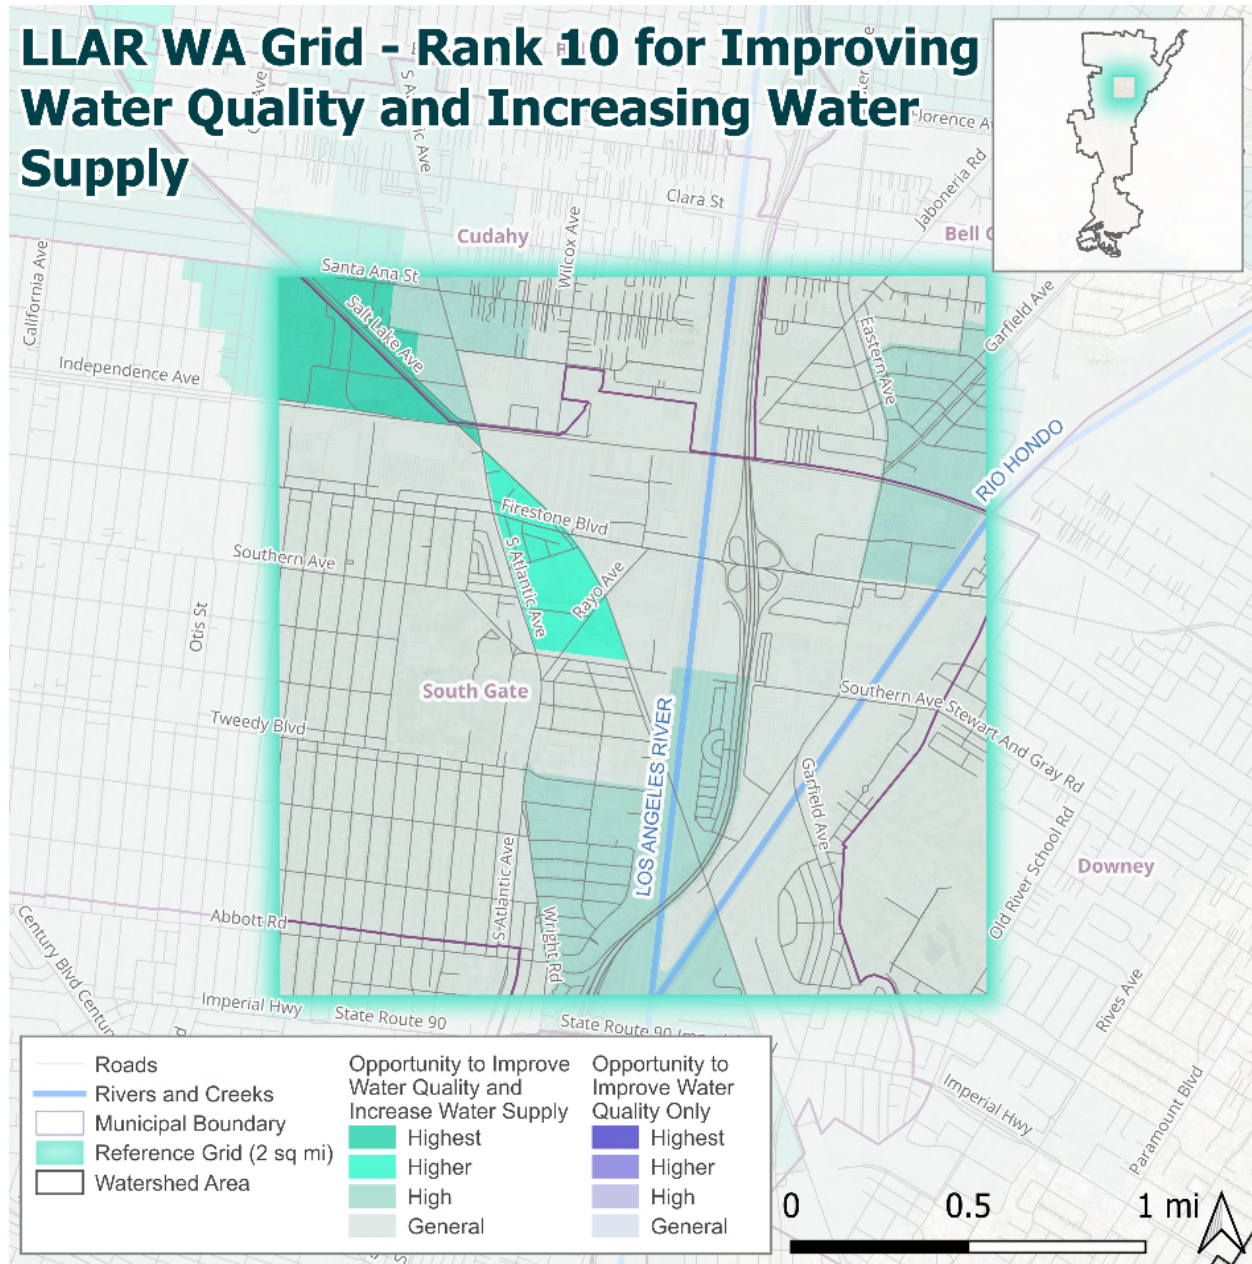 LLAR WA Grid - Rank 10 for Improving
Water Quality and Increasing Water
Supply
Florence A
Jaboneria Rd
Clara St
Cudahy
Bell
Wilcox Ave
California Ave
Santa Ana St
Salt Lake Ave
Garfield Ave
Eastern Ave
Independence Ave
RIO HONDO
Firestone Blvd
Southern Ave
S Atlantic Ave
Rayo Ave
Otis St
South Gate
Southern Ave
Stewart And Gray Rd
Tweedy Blvd
LOS ANGELES RIVER
Garfield Ave
Old River School Rd
Downey
S Atlantic Ave
Wright Rd
Abbott Rd
Century Blvd
Imperial Hwy
State Route 90
State Route 90
Rives Ave
Imperial Hwy
Paramount Blvd
Roads
Rivers and Creeks
Municipal Boundary
Reference Grid (2 sq mi)
Watershed Area
Opportunity to Improve
Water Quality and
Increase Water Supply
Highest
Higher
High
General
Opportunity to
Improve Water
Quality Only
Highest
Higher
High
General
0 0.5 1 mi